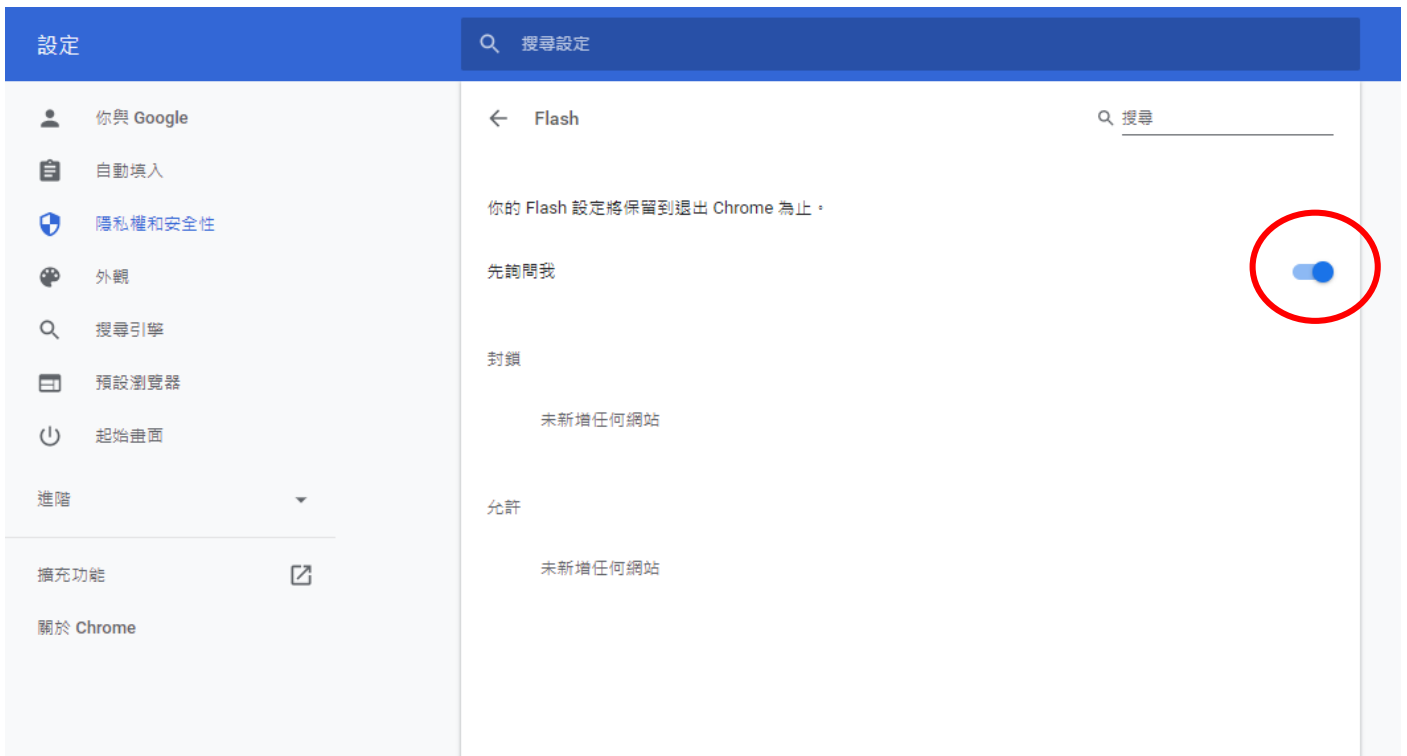 設定
搜尋設定
你與 Google
自動填入
隱私權和安全性
外觀
搜尋引擎
預設瀏覽器
起始畫面
進階
擴充功能
關於 Chrome
Flash
搜尋
你的 Flash 設定將保留到退出 Chrome 為止。
先詢問我
封鎖
未新增任何網站
允許
未新增任何網站